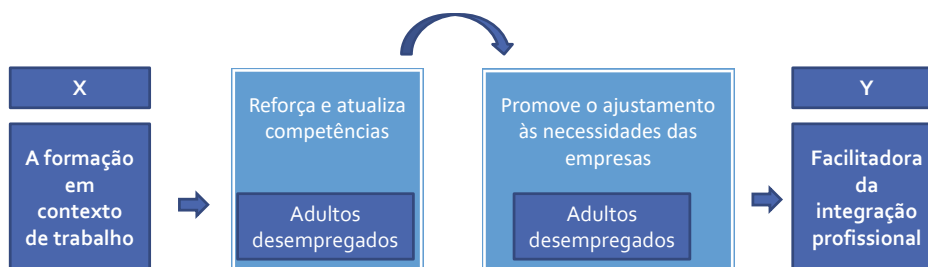 X
A formação
em
contexto
de trabalho
Reforça e atualiza
competências
Adultos
desempregados
Promove o ajustamento
às necessidades das
empresas
Adultos
desempregados
Y
Facilitadora
da
integração
profissional